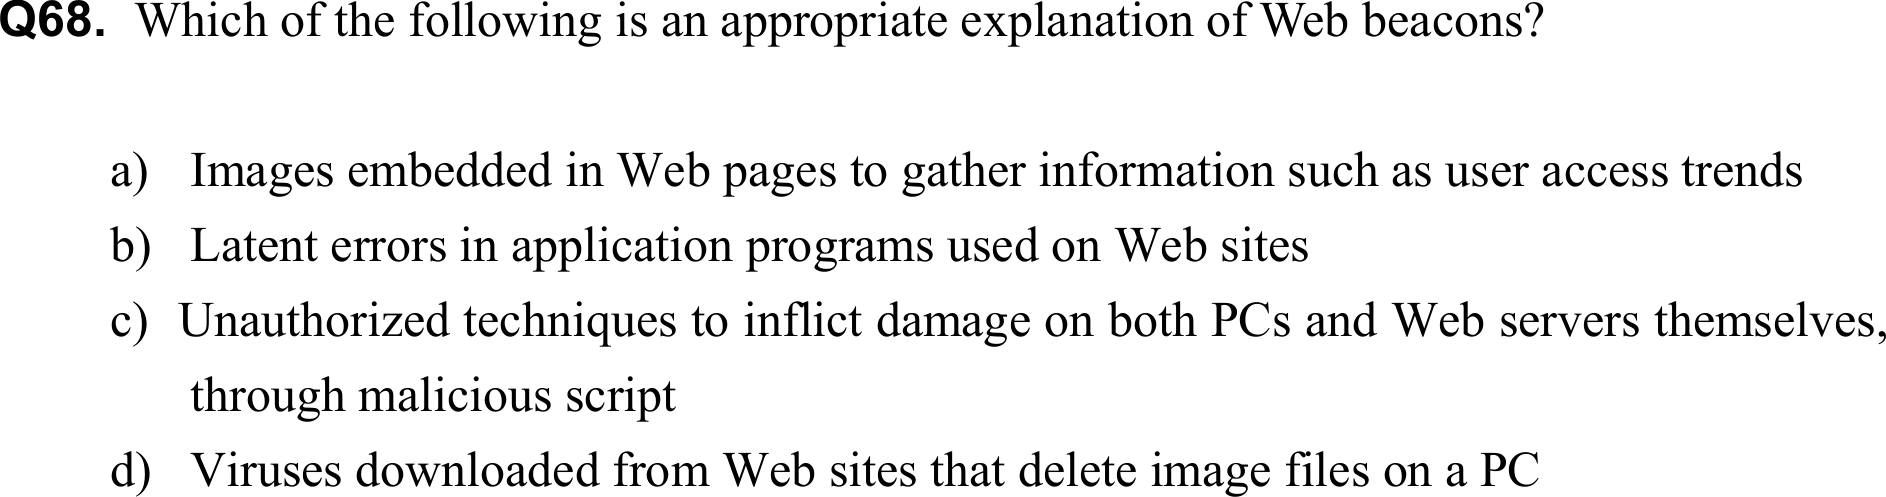 Q68. Which of the following is an appropriate explanation of Web beacons?
a) Images embedded in Web pages to gather information such as user access trends
b) Latent errors in application programs used on Web sites
c) Unauthorized techniques to inflict damage on both PCs and Web servers themselves,
through malicious script
d) Viruses downloaded from Web sites that delete image files on a PC